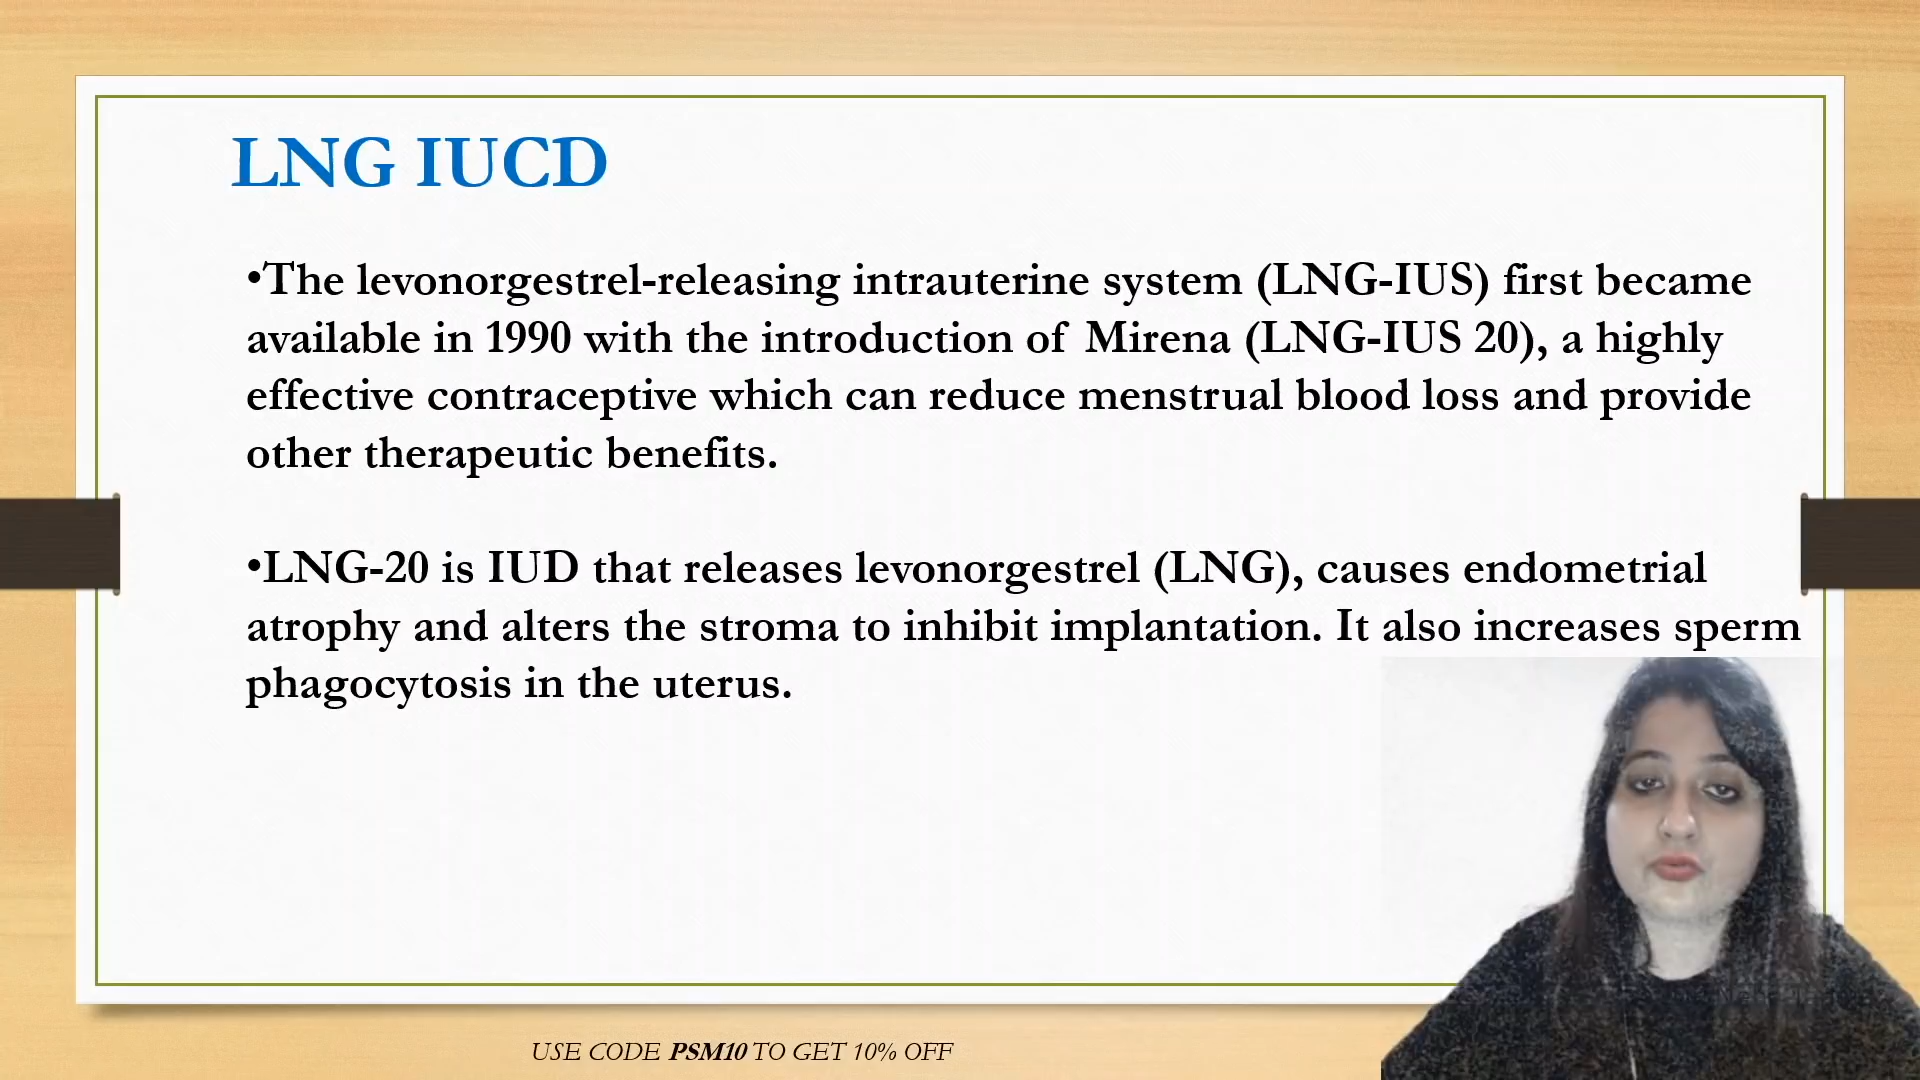 LNG IUCD
•The levonorgestrel-releasing intrauterine system (LNG-IUS) first became
available in 1990 with the introduction of Mirena (LNG-IUS 20), a highly
effective contraceptive which can reduce menstrual blood loss and provide
other therapeutic benefits.
•LNG-20 is IUD that releases levonorgestrel (LNG), causes endometrial
atrophy and alters the stroma to inhibit implantation. It also increases sperm
phagocytosis in the uterus.
USE CODE PSM10 TO GET 10% OFF